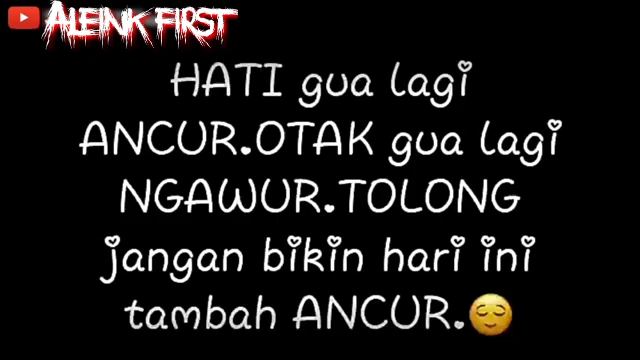 ALEINK FIRST
HATI gua lagi
ANCUR.OTAK gua lagi
NGAWUR.TOLONG
jangan bikin hari ini
tambah ANCUR.😌